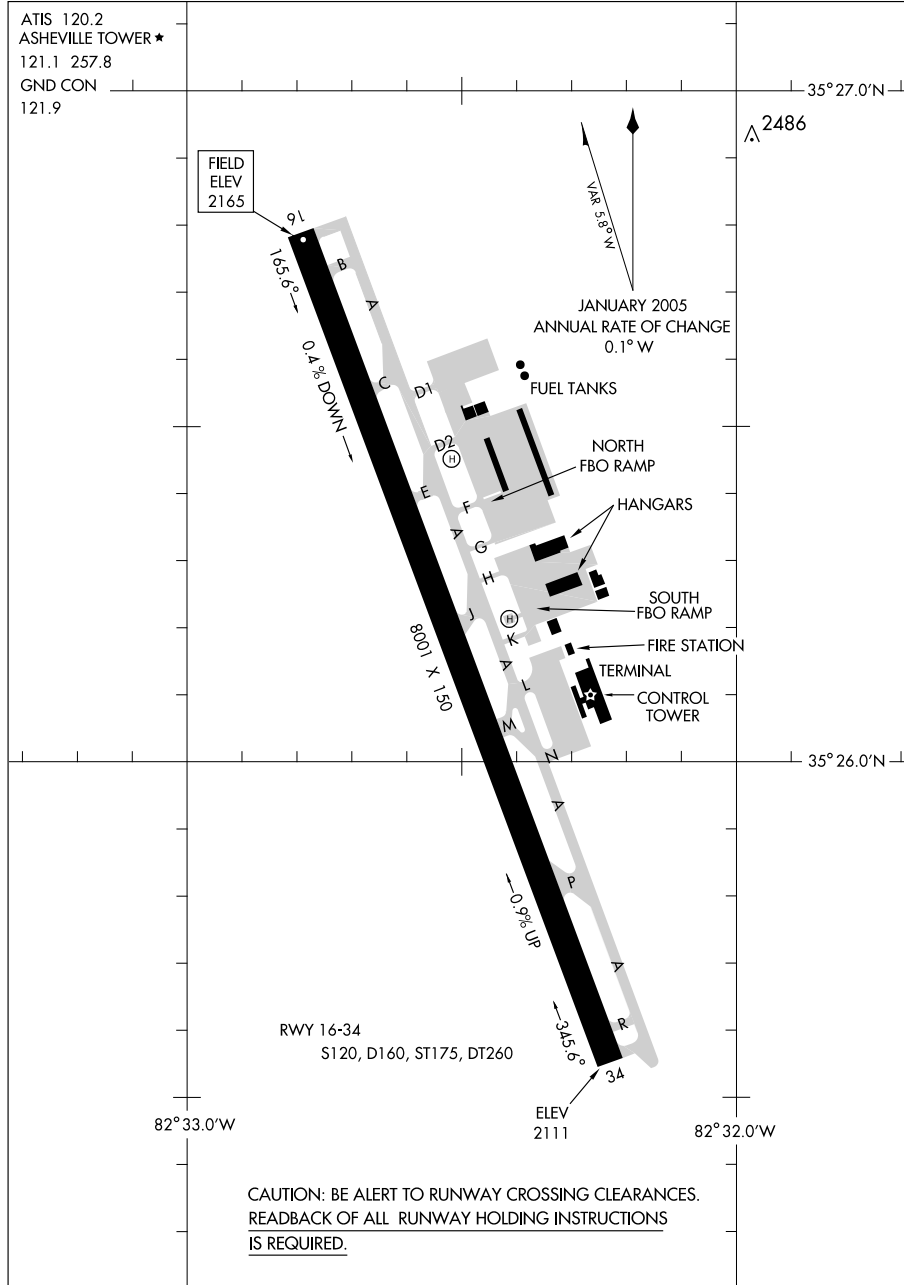 ATIS 120.2
ASHEVILLE TOWER ★
121.1 257.8
GND CON
121.9
35°27.0'N
2486
FIELD
ELEV
2165
VAR 5.8° W
16
165.6°
B
A
JANUARY 2005
ANNUAL RATE OF CHANGE
0.1° W
0.4 % DOWN
C
D1
FUEL TANKS
D2
H
NORTH
FBO RAMP
E
F
HANGARS
A
G
H
J
H
SOUTH
FBO RAMP
8001 X 150
K
FIRE STATION
A
TERMINAL
L
CONTROL
TOWER
M
N
35°26.0'N
A
P
0.9% UP
A
R
RWY 16-34
S120, D160, ST175, DT260
345.6°
34
ELEV
2111
82°33.0'W
82°32.0'W
CAUTION: BE ALERT TO RUNWAY CROSSING CLEARANCES.
READBACK OF ALL RUNWAY HOLDING INSTRUCTIONS
IS REQUIRED.